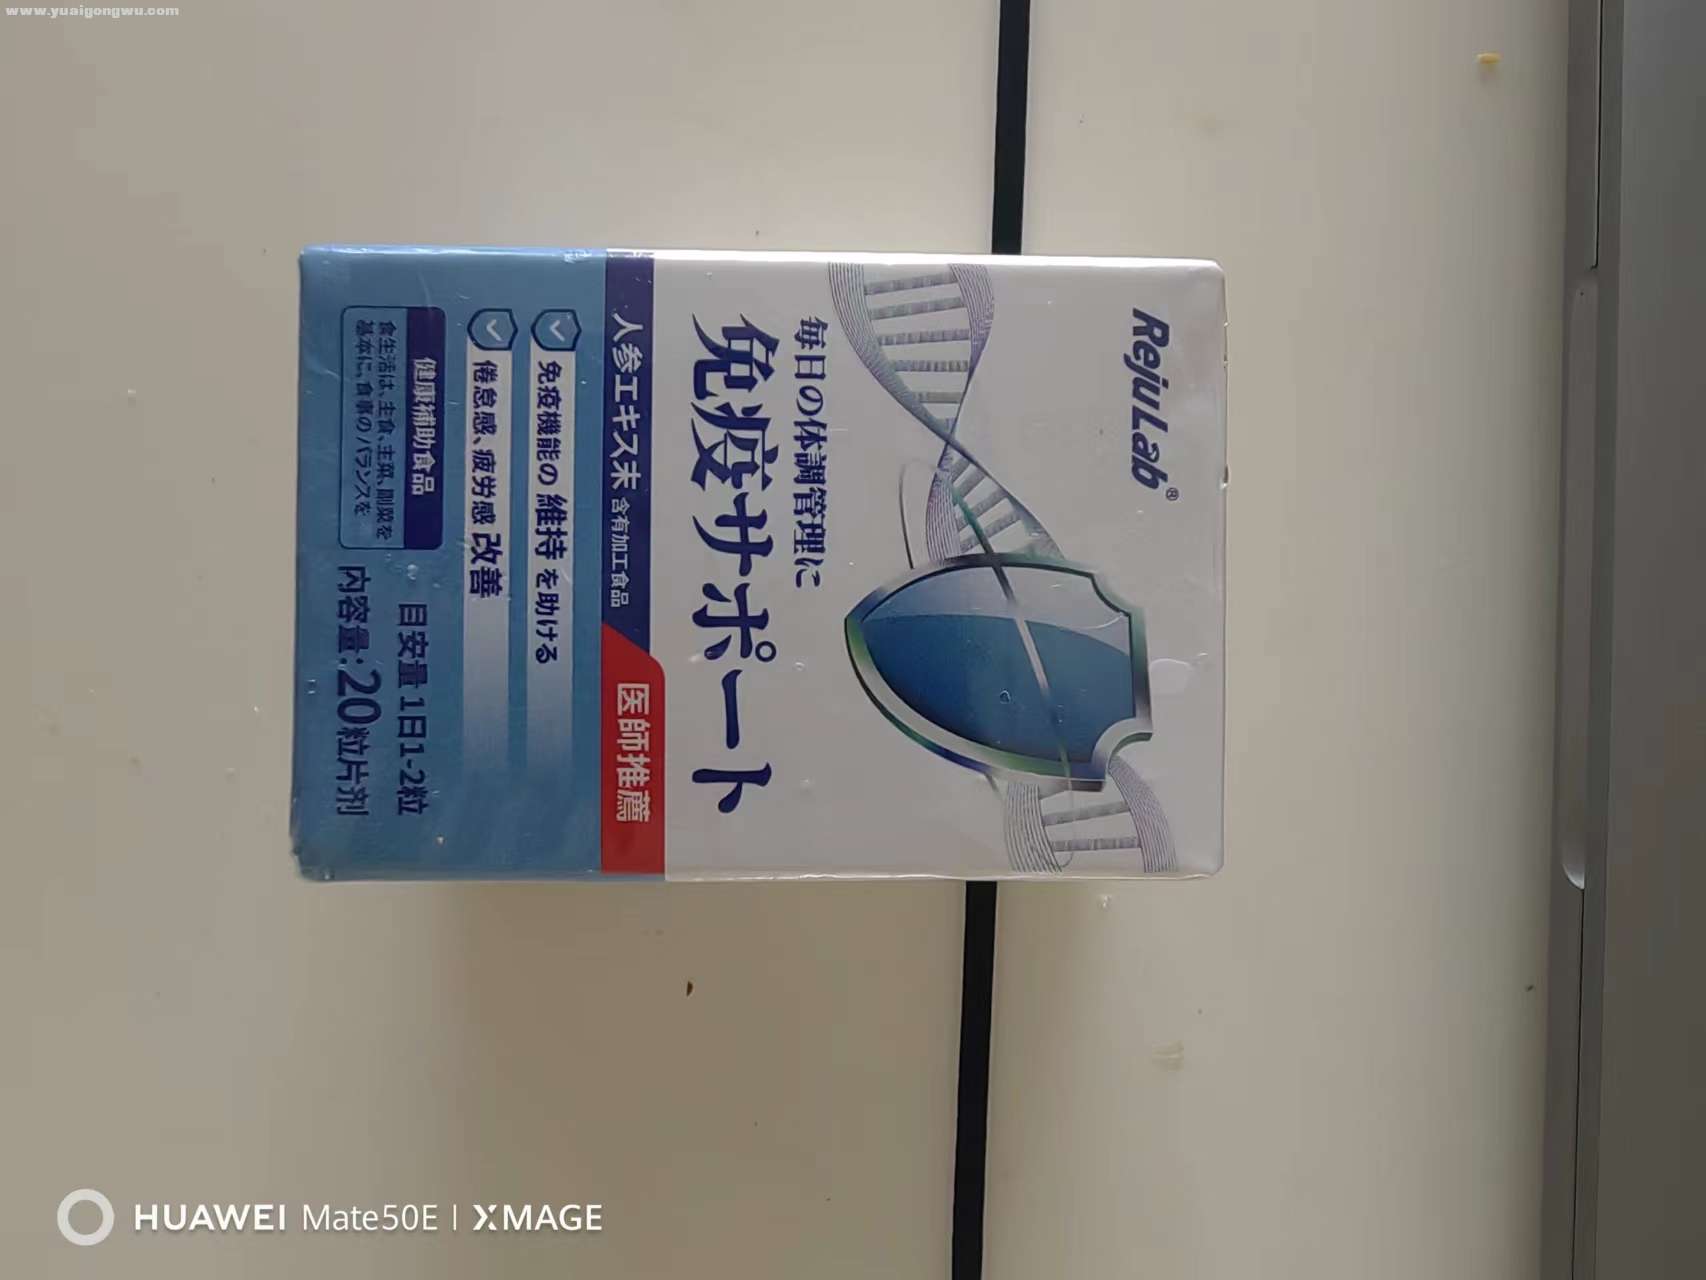 www.yuaigongwu.com
RejuLab®
毎日の体調管理に
免疫サポート
人参エキス末 含有加工食品
医師推薦
免疫機能の 維持 を助ける
倦怠感、疲労感 改善
健康補助食品
食生活は、主食、主菜、副菜を
基本に、食事のバランスを
目安量 1日1-2粒
内容量:20粒片剂
HUAWEI Mate50E | XMAGE